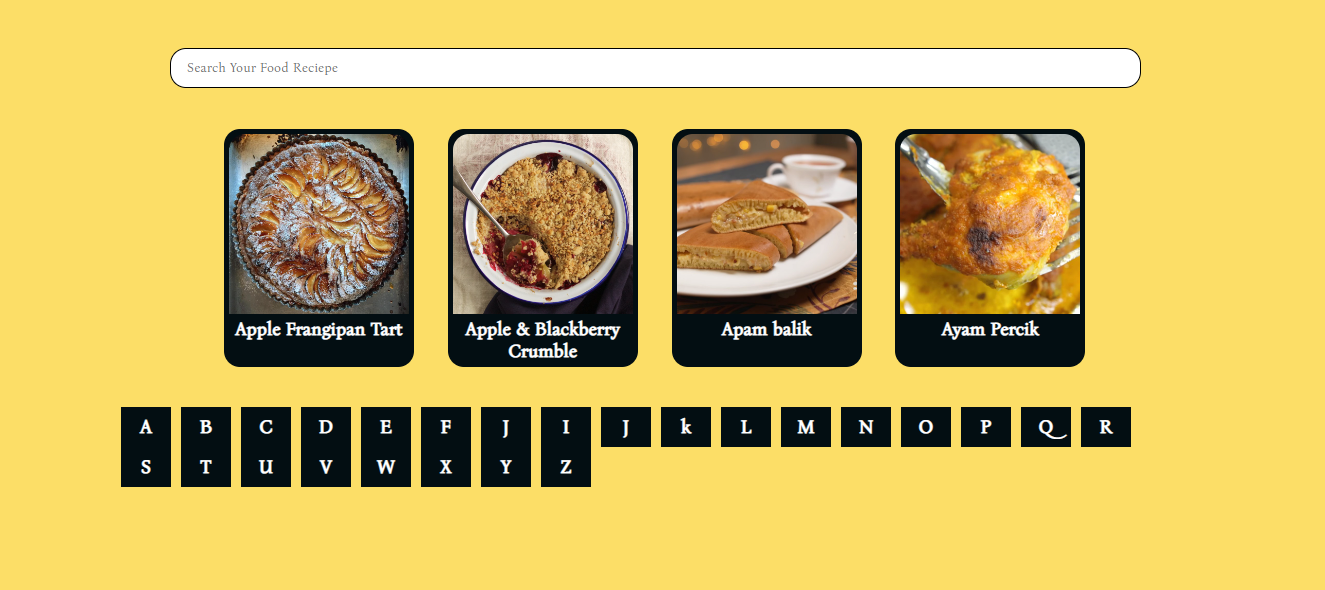 Search Your Food Reciepe
Apple Frangipan Tart
Apple & Blackberry
Crumble
Apam balik
Ayam Percik
A B C D E F J I J k L M N O P Q R
S T U V W X Y Z